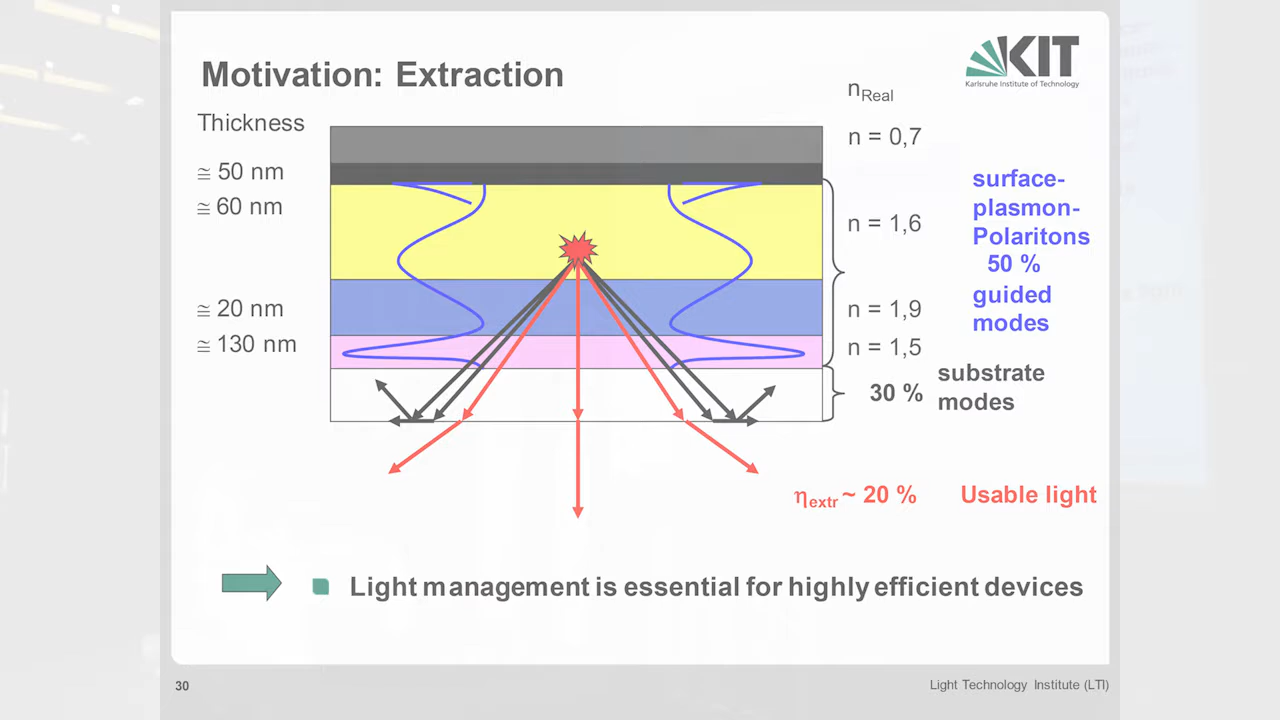 Motivation: Extraction
KIT
Karlsruhe Institute of Technology
nReal
Thickness
n = 0,7
≅ 50 nm
≅ 60 nm
n = 1,6
surface-
plasmon-
Polaritons
50 %
≅ 20 nm
n = 1,9
guided
modes
≅ 130 nm
n = 1,5
30 %
substrate
modes
ηextr ~ 20 %
Usable light
Light management is essential for highly efficient devices
30
Light Technology Institute (LTI)